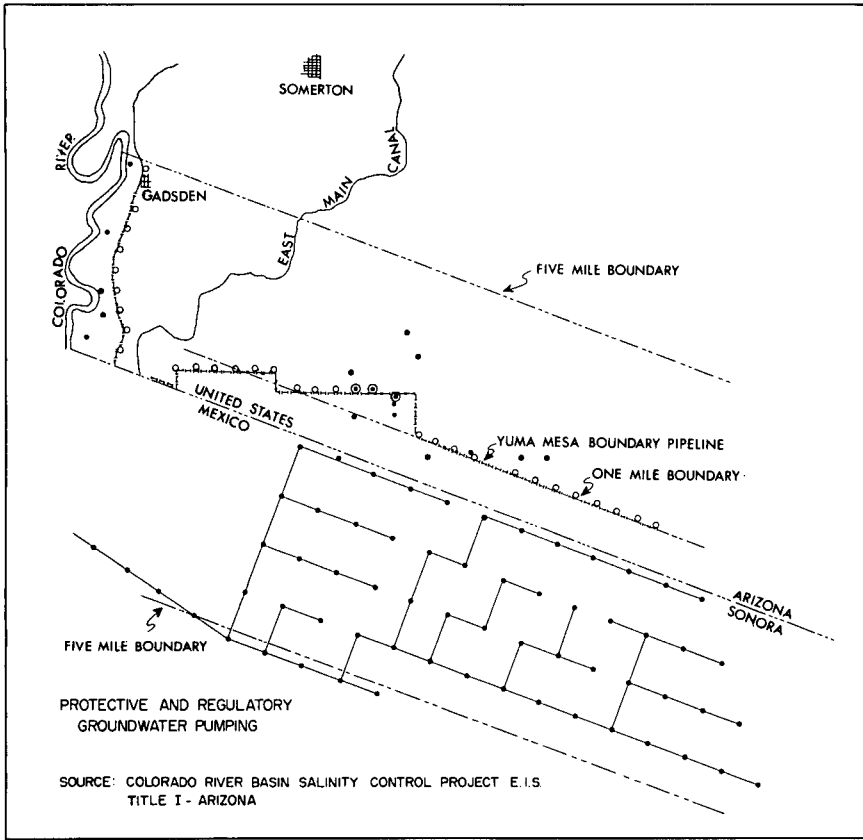 SOMERTON
RIVER
GADSDEN
EAST MAIN CANAL
COLORADO
FIVE MILE BOUNDARY
UNITED STATES
MEXICO
YUMA MESA BOUNDARY PIPELINE
ONE MILE BOUNDARY
ARIZONA
SONORA
FIVE MILE BOUNDARY
PROTECTIVE AND REGULATORY
GROUNDWATER PUMPING
SOURCE: COLORADO RIVER BASIN SALINITY CONTROL PROJECT E.I.S.
TITLE I - ARIZONA